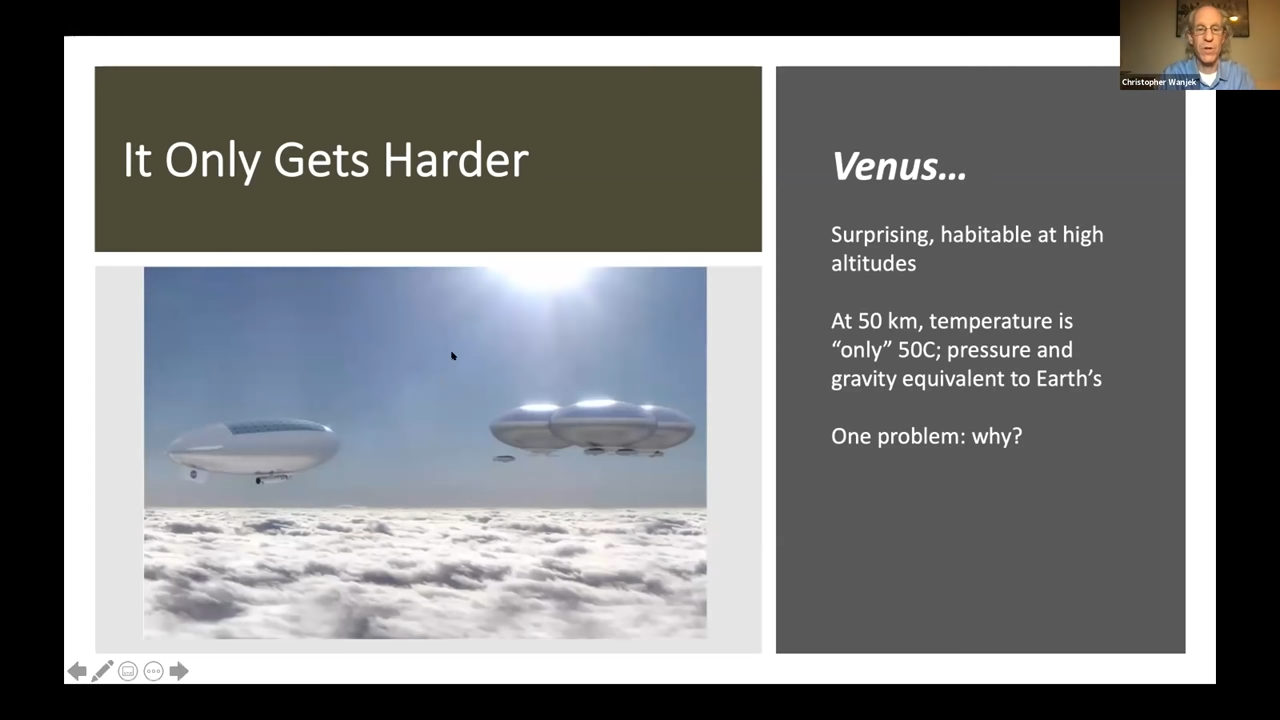 It Only Gets Harder
Venus…
Surprising, habitable at high
altitudes
At 50 km, temperature is
“only” 50C; pressure and
gravity equivalent to Earth’s
One problem: why?
Christopher Wanjek